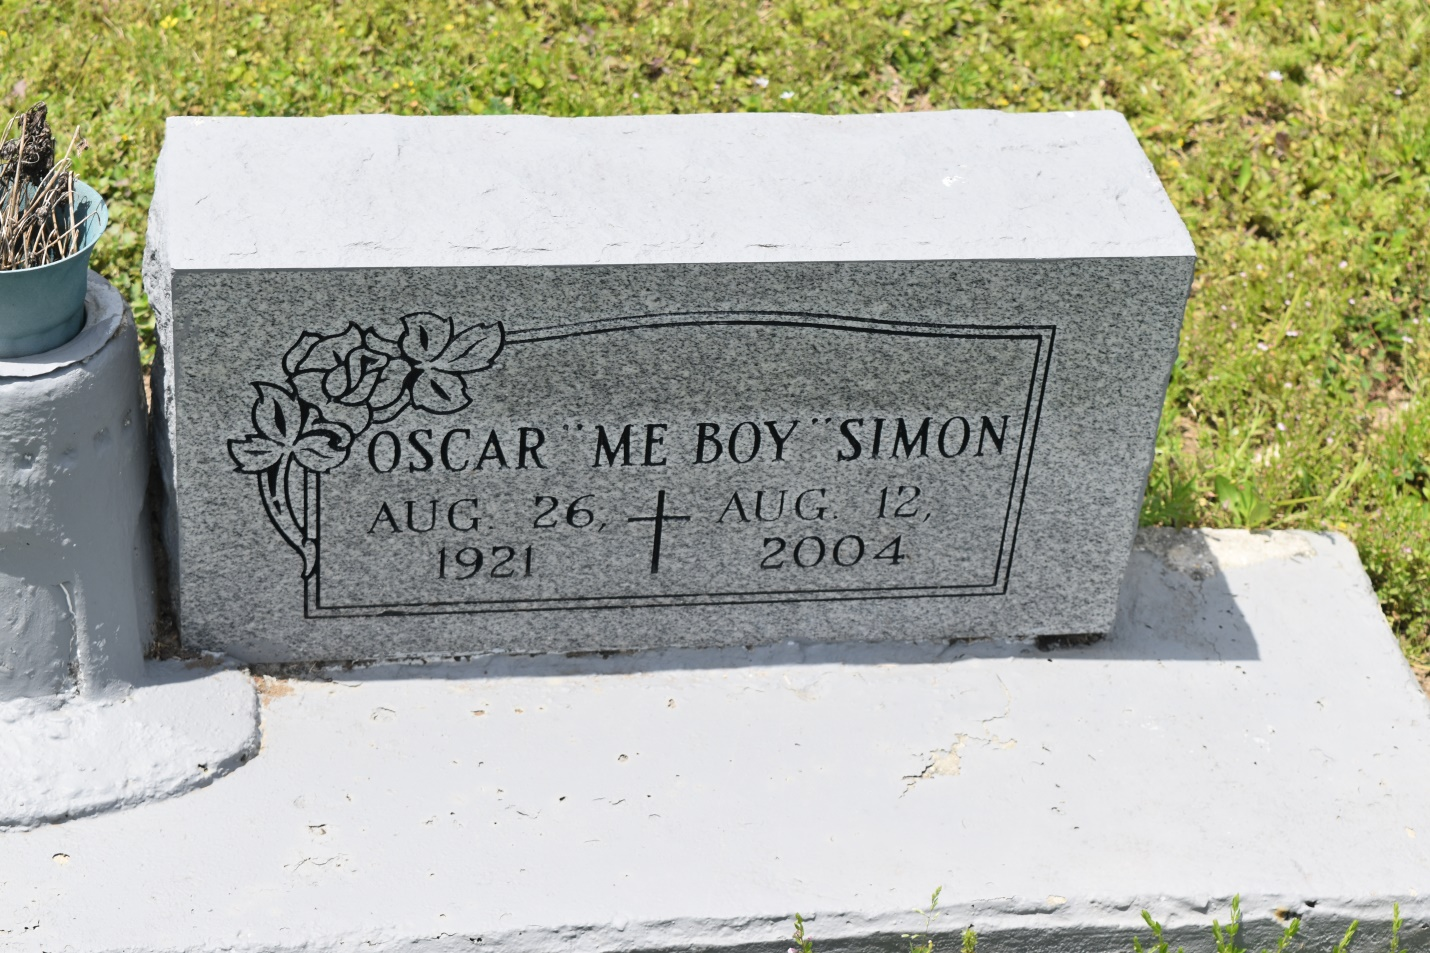 OSCAR "ME BOY" SIMON
AUG. 26, AUG. 12,
1921 2004